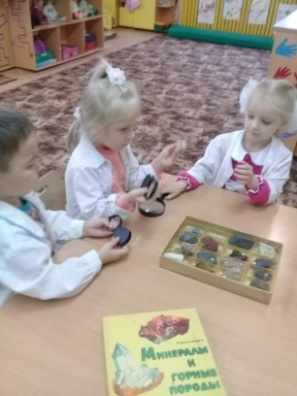 Минералы
и
горные
породы